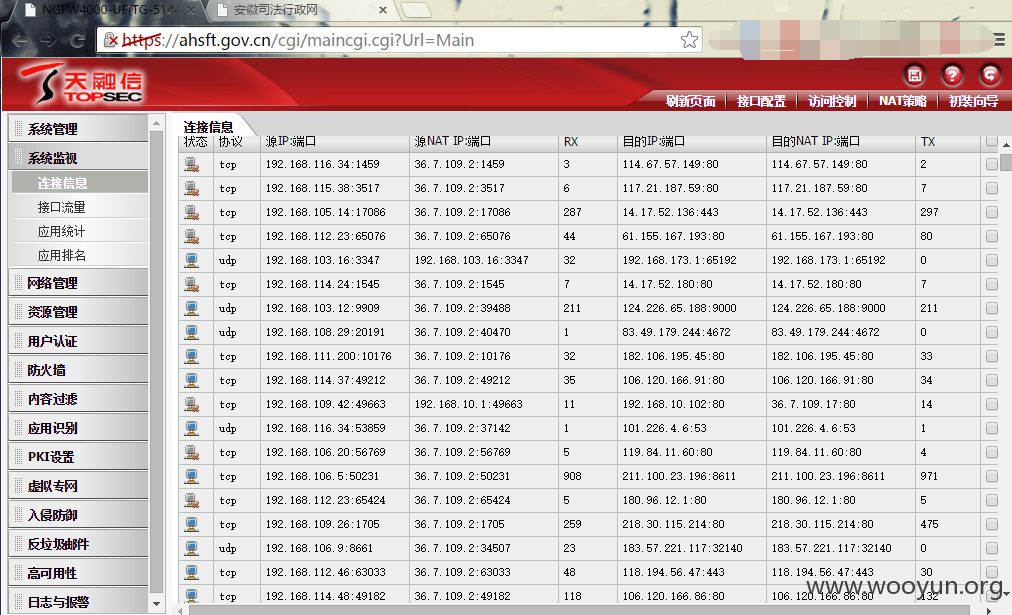 NGFW4000-UF(TG-514
安徽司法行政网
https://ahsft.gov.cn/cgi/maincgi.cgi?Url=Main
天融信
TOPSEC
刷新页面 接口配置 访问控制 NAT策略 初装向导
系统管理
系统监视
连接信息
接口流量
应用统计
应用排名
网络管理
资源管理
用户认证
防火墙
内容过滤
应用识别
PKI设置
虚拟专网
入侵防御
反垃圾邮件
高可用性
日志与报警
连接信息
状态 协议 源IP:端口 源NAT IP:端口 RX 目的IP:端口 目的NAT IP:端口 TX
tcp 192.168.116.34:1459 36.7.109.2:1459 3 114.67.57.149:80 114.67.57.149:80 2
tcp 192.168.115.38:3517 36.7.109.2:3517 6 117.21.187.59:80 117.21.187.59:80 7
tcp 192.168.105.14:17086 36.7.109.2:17086 287 14.17.52.136:443 14.17.52.136:443 297
tcp 192.168.112.23:65076 36.7.109.2:65076 44 61.155.167.193:80 61.155.167.193:80 80
udp 192.168.103.16:3347 192.168.103.16:3347 32 192.168.173.1:65192 192.168.173.1:65192 0
tcp 192.168.114.24:1545 36.7.109.2:1545 7 14.17.52.180:80 14.17.52.180:80 7
udp 192.168.103.12:9909 36.7.109.2:39488 211 124.226.65.188:9000 124.226.65.188:9000 211
udp 192.168.108.29:20191 36.7.109.2:40470 1 83.49.179.244:4672 83.49.179.244:4672 0
tcp 192.168.111.200:10176 36.7.109.2:10176 32 182.106.195.45:80 182.106.195.45:80 33
tcp 192.168.114.37:49212 36.7.109.2:49212 35 106.120.166.91:80 106.120.166.91:80 34
tcp 192.168.109.42:49663 192.168.10.1:49663 11 192.168.10.102:80 36.7.109.17:80 14
udp 192.168.116.34:53859 36.7.109.2:37142 1 101.226.4.6:53 101.226.4.6:53 1
tcp 192.168.106.20:56769 36.7.109.2:56769 5 119.84.11.60:80 119.84.11.60:80 4
tcp 192.168.106.5:50231 36.7.109.2:50231 908 211.100.23.196:8611 211.100.23.196:8611 971
tcp 192.168.112.23:65424 36.7.109.2:65424 5 180.96.12.1:80 180.96.12.1:80 5
tcp 192.168.109.26:1705 36.7.109.2:1705 259 218.30.115.214:80 218.30.115.214:80 475
udp 192.168.106.9:8661 36.7.109.2:34507 23 183.57.221.117:32140 183.57.221.117:32140 0
tcp 192.168.112.46:63033 36.7.109.2:63033 48 118.194.56.47:443 118.194.56.47:443 30
tcp 192.168.114.48:49182 36.7.109.2:49182 118 106.120.166.86:80 106.120.166.86:80 132
www.wooyun.org